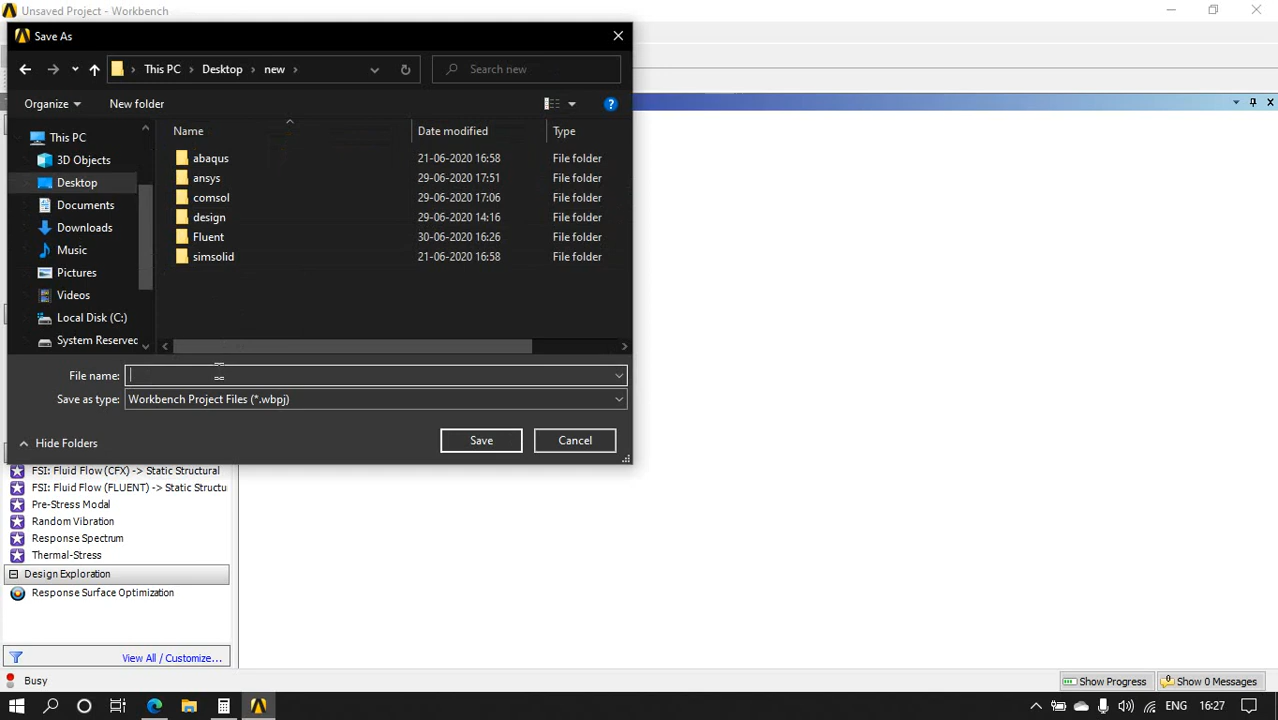 Unsaved Project - Workbench
Save As
This PC > Desktop > new >
Search new
Organize
New folder
Name
Date modified
Type
This PC
3D Objects
Desktop
Documents
Downloads
Music
Pictures
Videos
Local Disk (C:)
System Reserved
abaqus 21-06-2020 16:58 File folder
ansys 29-06-2020 17:51 File folder
comsol 29-06-2020 17:06 File folder
design 29-06-2020 14:16 File folder
Fluent 30-06-2020 16:26 File folder
simsolid 21-06-2020 16:58 File folder
File name:
Save as type: Workbench Project Files (*.wbpj)
Hide Folders
Save
Cancel
FSI: Fluid Flow (CFX) -> Static Structural
FSI: Fluid Flow (FLUENT) -> Static Structu
Pre-Stress Modal
Random Vibration
Response Spectrum
Thermal-Stress
Design Exploration
Response Surface Optimization
View All / Customize...
Busy
Show Progress
Show 0 Messages
ENG
16:27